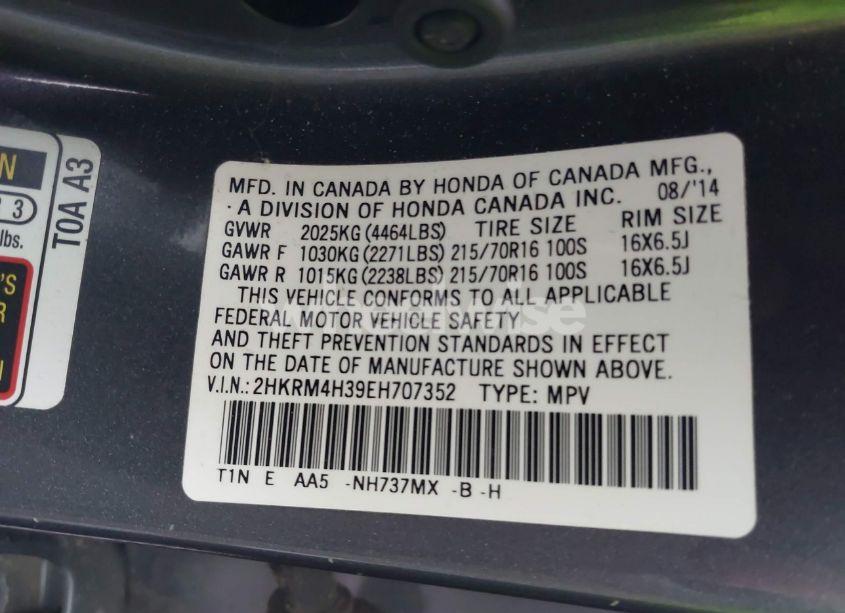 N
3
lbs.
'S
R
N
T0A A3
MFD. IN CANADA BY HONDA OF CANADA MFG.,
A DIVISION OF HONDA CANADA INC. 08/'14
GVWR 2025KG(4464LBS) TIRE SIZE RIM SIZE
GAWR F 1030KG(2271LBS) 215/70R16 100S 16X6.5J
GAWR R 1015KG(2238LBS) 215/70R16 100S 16X6.5J
THIS VEHICLE CONFORMS TO ALL APPLICABLE
FEDERAL MOTOR VEHICLE SAFETY
AND THEFT PREVENTION STANDARDS IN EFFECT
ON THE DATE OF MANUFACTURE SHOWN ABOVE.
V.I.N.: 2HKRM4H39EH707352 TYPE: MPV
T1N E AA5 -NH737MX -B -H